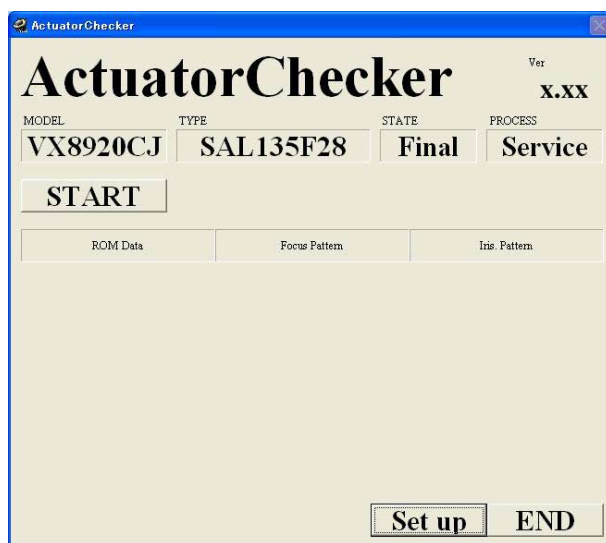 ActuatorChecker
ActuatorChecker
Ver
x.xx
MODEL TYPE STATE PROCESS
VX8920CJ SAL135F28 Final Service
START
ROM Data Focus Pattern Iris. Pattern
Set up END